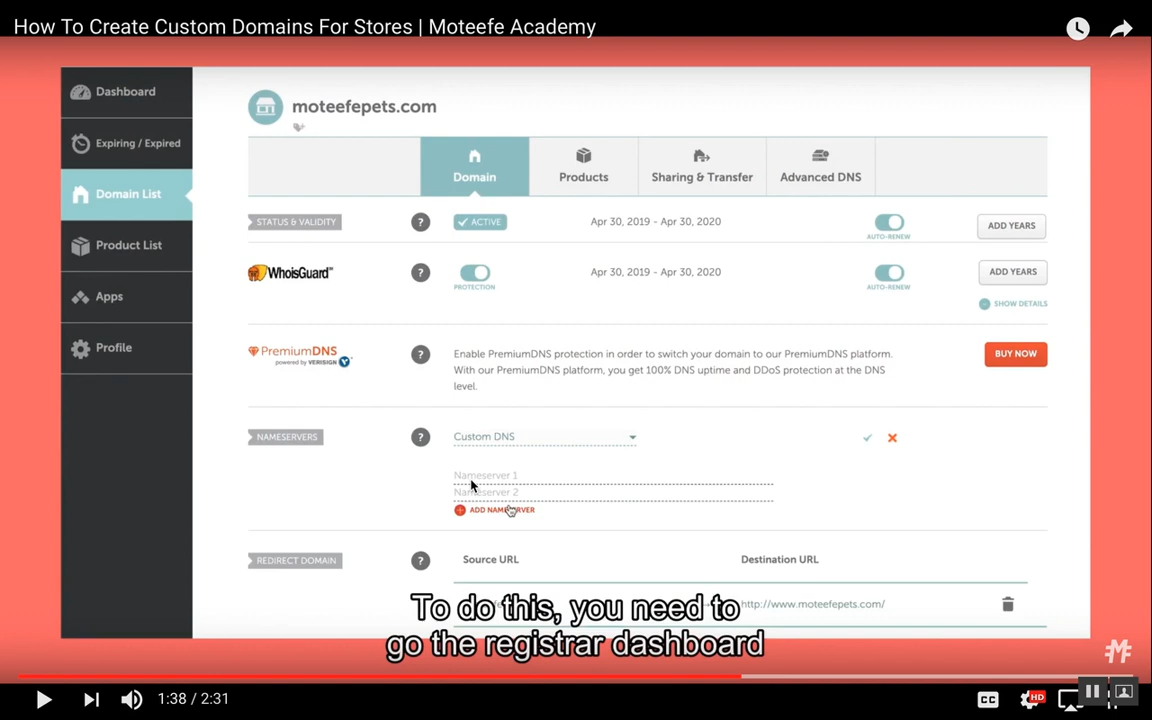 How To Create Custom Domains For Stores | Moteefe Academy
Dashboard
Expiring / Expired
Domain List
Product List
Apps
Profile
moteefepets.com
Domain
Products
Sharing & Transfer
Advanced DNS
STATUS & VALIDITY
?
ACTIVE
Apr 30, 2019 - Apr 30, 2020
AUTO-RENEW
ADD YEARS
WhoisGuard
?
PROTECTION
Apr 30, 2019 - Apr 30, 2020
AUTO-RENEW
ADD YEARS
SHOW DETAILS
PremiumDNS
powered by VERISIGN
?
Enable PremiumDNS protection in order to switch your domain to our PremiumDNS platform.
With our PremiumDNS platform, you get 100% DNS uptime and DDoS protection at the DNS
level.
BUY NOW
NAMESERVERS
?
Custom DNS
Nameserver 1
Nameserver 2
ADD NAMESERVER
REDIRECT DOMAIN
?
Source URL
Destination URL
http://www.moteefepets.com/
To do this, you need to
go the registrar dashboard
1:38 / 2:31
CC
HD